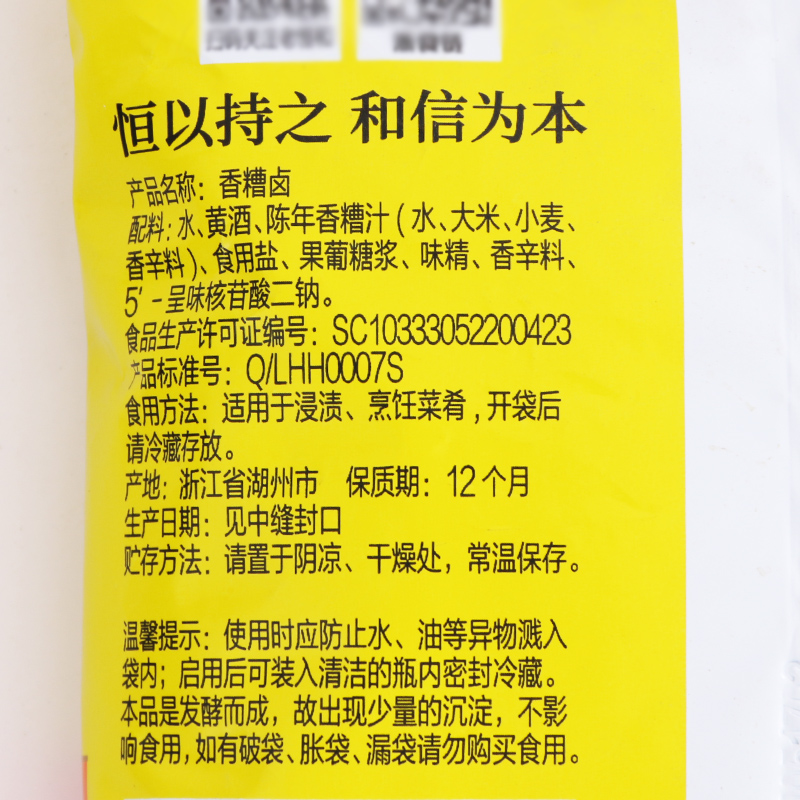 恒以持之 和信为本
产品名称：香糟卤
配料：水、黄酒、陈年香糟汁(水、大米、小麦、
香辛料)、食用盐、果葡糖浆、味精、香辛料、
5'-呈味核苷酸二钠。
食品生产许可证编号：SC10333052200423
产品标准号：Q/LHH0007S
食用方法：适用于浸渍、烹饪菜肴,开袋后
请冷藏存放。
产地：浙江省湖州市 保质期：12个月
生产日期：见中缝封口
贮存方法：请置于阴凉、干燥处，常温保存。
温馨提示：使用时应防止水、油等异物溅入
袋内；启用后可装入清洁的瓶内密封冷藏。
本品是发酵而成，故出现少量的沉淀，不影
响食用,如有破袋、胀袋、漏袋请勿购买食用。